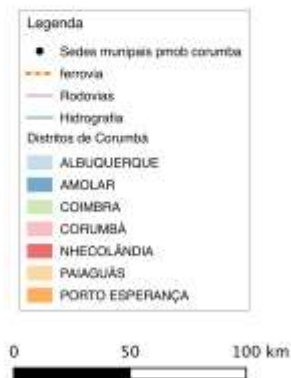 Legenda
Sedes munipais pmob corumba
ferrovia
Rodovias
Hidrografia
Distritos de Corumbá
ALBUQUERQUE
AMOLAR
COIMBRA
CORUMBÁ
NHECOLÂNDIA
PAIAGUÁS
PORTO ESPERANÇA
0 50 100 km